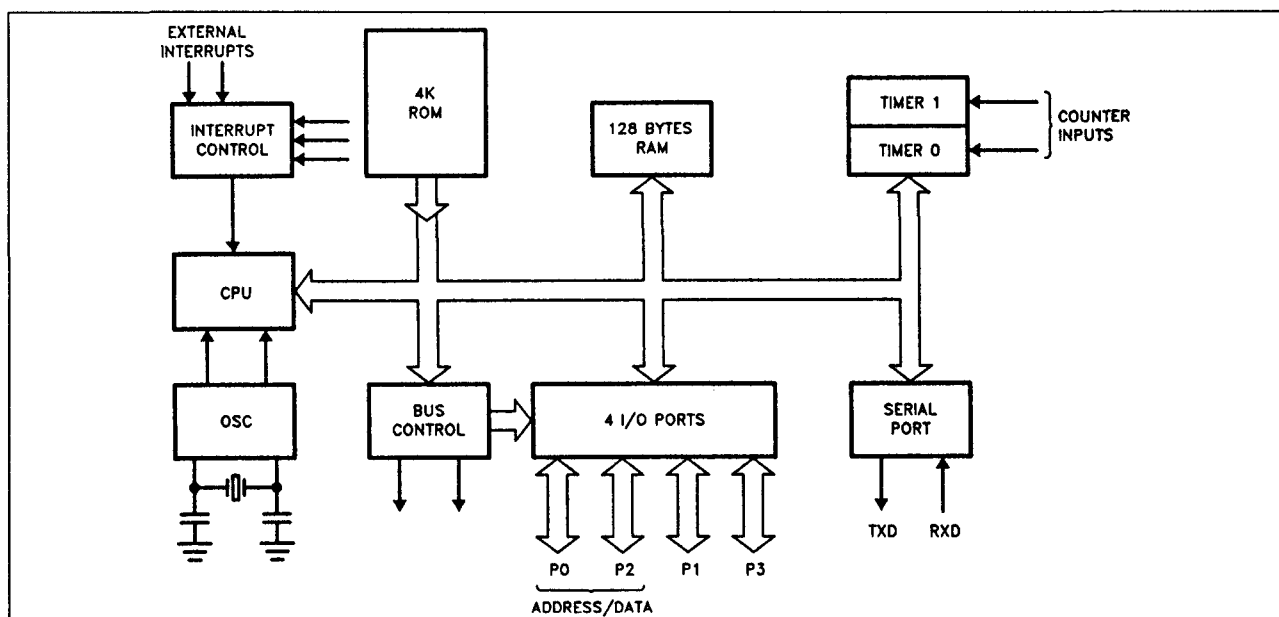 EXTERNAL
INTERRUPTS
INTERRUPT
CONTROL
4K
ROM
128 BYTES
RAM
TIMER 1
TIMER 0
COUNTER
INPUTS
CPU
OSC
BUS
CONTROL
4 I/O PORTS
SERIAL
PORT
TXD
RXD
P0
P2
P1
P3
ADDRESS/DATA